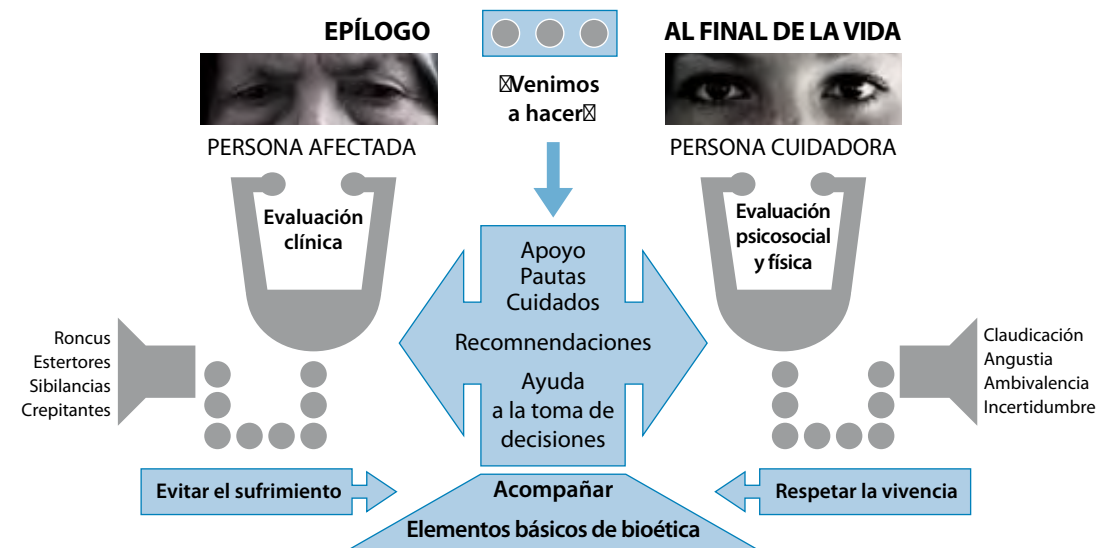 EPÍLOGO
AL FINAL DE LA VIDA
Venimos
a hacer
PERSONA AFECTADA
PERSONA CUIDADORA
Evaluación
clínica
Evaluación
psicosocial
y física
Apoyo
Pautas
Cuidados
Recomnendaciones
Ayuda
a la toma de
decisiones
Roncus
Estertores
Sibilancias
Crepitantes
Claudicación
Angustia
Ambivalencia
Incertidumbre
Evitar el sufrimiento
Acompañar
Respetar la vivencia
Elementos básicos de bioética